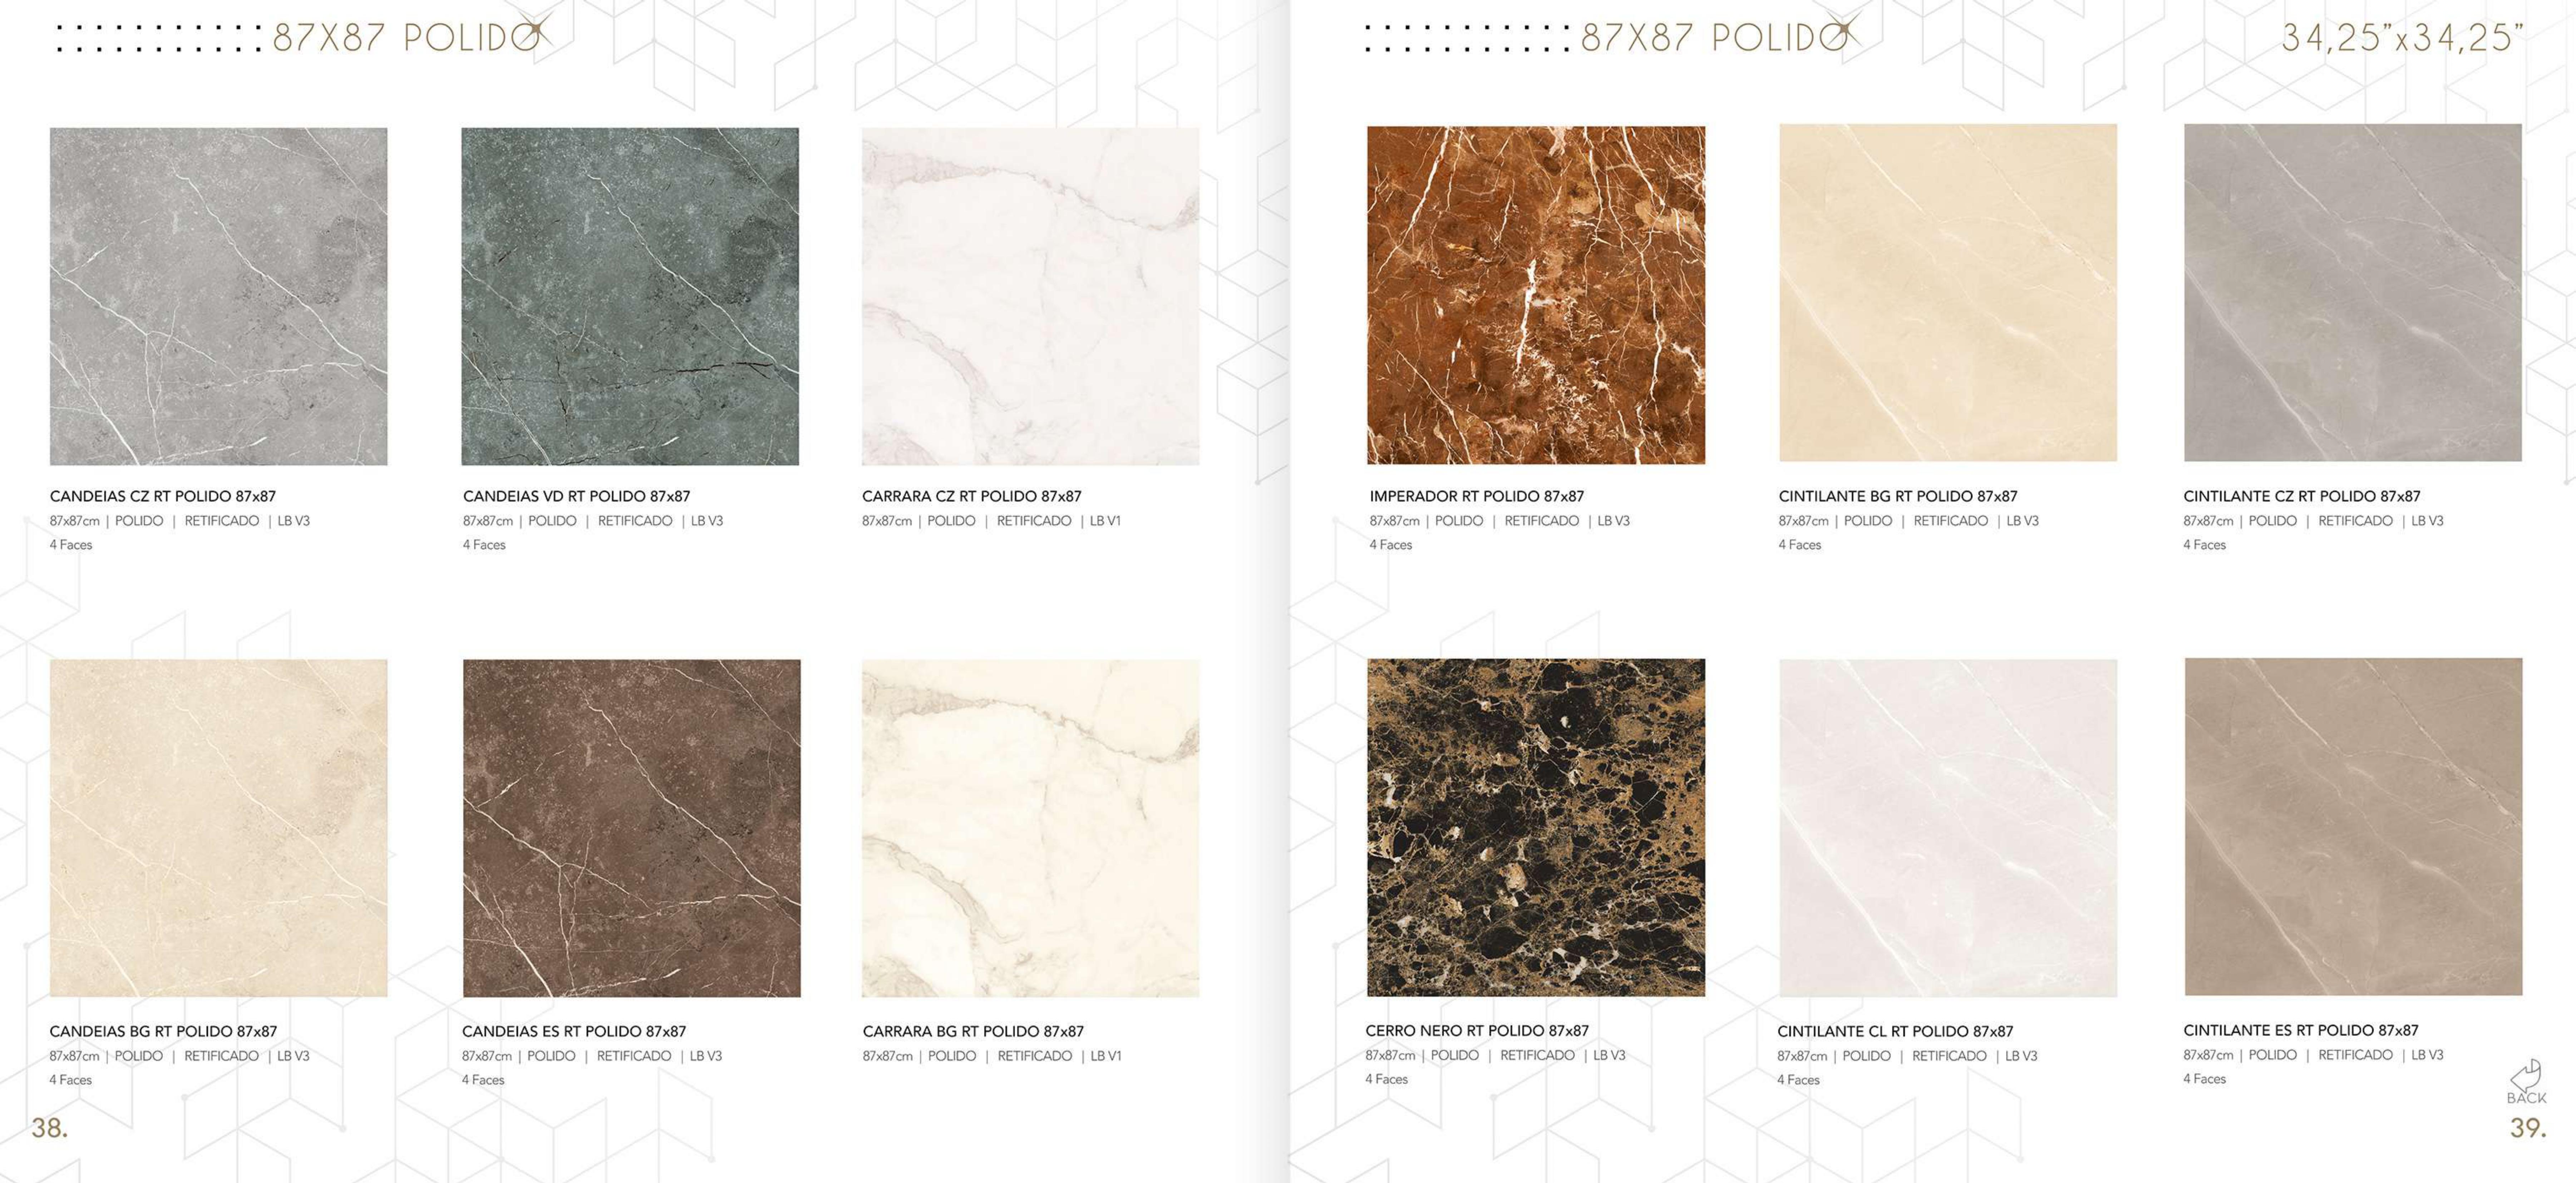 87X87 POLIDO
CANDEIAS CZ RT POLIDO 87x87
87x87cm | POLIDO | RETIFICADO | LB V3
4 Faces
CANDEIAS VD RT POLIDO 87x87
87x87cm | POLIDO | RETIFICADO | LB V3
4 Faces
CARRARA CZ RT POLIDO 87x87
87x87cm | POLIDO | RETIFICADO | LB V1
CANDEIAS BG RT POLIDO 87x87
87x87cm | POLIDO | RETIFICADO | LB V3
4 Faces
CANDEIAS ES RT POLIDO 87x87
87x87cm | POLIDO | RETIFICADO | LB V3
4 Faces
CARRARA BG RT POLIDO 87x87
87x87cm | POLIDO | RETIFICADO | LB V1
38.
87X87 POLIDO
34,25”x34,25”
IMPERADOR RT POLIDO 87x87
87x87cm | POLIDO | RETIFICADO | LB V3
4 Faces
CINTILANTE BG RT POLIDO 87x87
87x87cm | POLIDO | RETIFICADO | LB V3
4 Faces
CINTILANTE CZ RT POLIDO 87x87
87x87cm | POLIDO | RETIFICADO | LB V3
4 Faces
CERRO NERO RT POLIDO 87x87
87x87cm | POLIDO | RETIFICADO | LB V3
4 Faces
CINTILANTE CL RT POLIDO 87x87
87x87cm | POLIDO | RETIFICADO | LB V3
4 Faces
CINTILANTE ES RT POLIDO 87x87
87x87cm | POLIDO | RETIFICADO | LB V3
4 Faces
BACK
39.